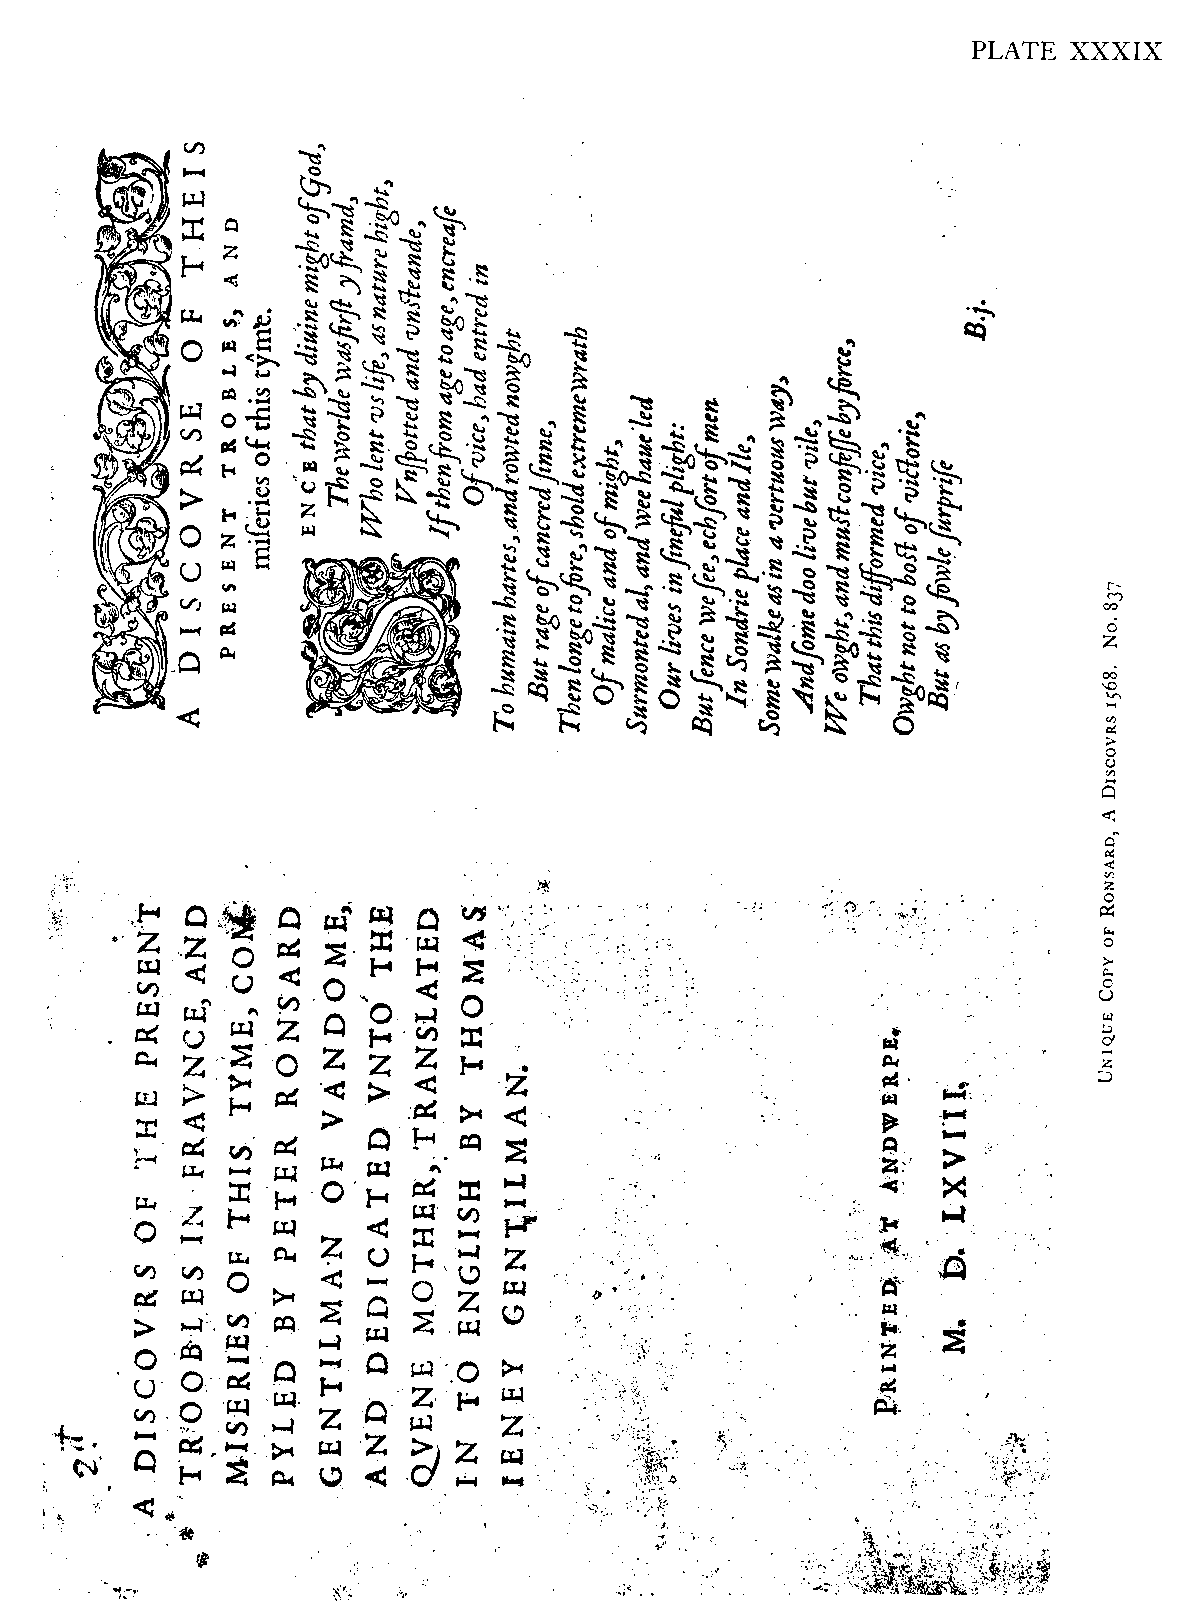 PLATE XXXIX
A DISCOVRS OF THE PRESENT
TROOBLES IN FRAVNCE, AND
MISERIES OF THIS TYME, COM-
PYLED BY PETER RONSARD
GENTILMAN OF VANDOME,
AND DEDICATED VNTO THE
QVENE MOTHER, TRANSLATED
IN TO ENGLISH BY THOMAS
IENEY GENTILMAN.
PRINTED AT ANDWERPE.
M. D. LXVIII.
A DISCOVRSE OF THEIS
PRESENT TROBLES, AND
miſeries of this tyme.
SENCE that by diuine might of God,
The worlde was firſt y framd,
Who lent vs life, as nature hight,
Vnſpotted and vnsteande,
If then from age to age, encreaſe
Of vice, had entred in
To humain hartes, and rowted nowght
But rage of cancred ſinne,
Then longe to fore, shold extreme wrath
Of malice and of might,
Surmonted al, and wee haue led
Our lives in ſineful plight:
But ſence we ſee, ech ſort of men
In Sondrie place and Ile,
Some walke as in a vertuous way,
And ſome doo live but vile,
We owght, and must confeſſe by force,
That this difformed vice,
Owght not to bost of victorie,
But as by fowle ſurpriſe
B.j.
UNIQUE COPY OF RONSARD, A DISCOVRS 1568. No. 837